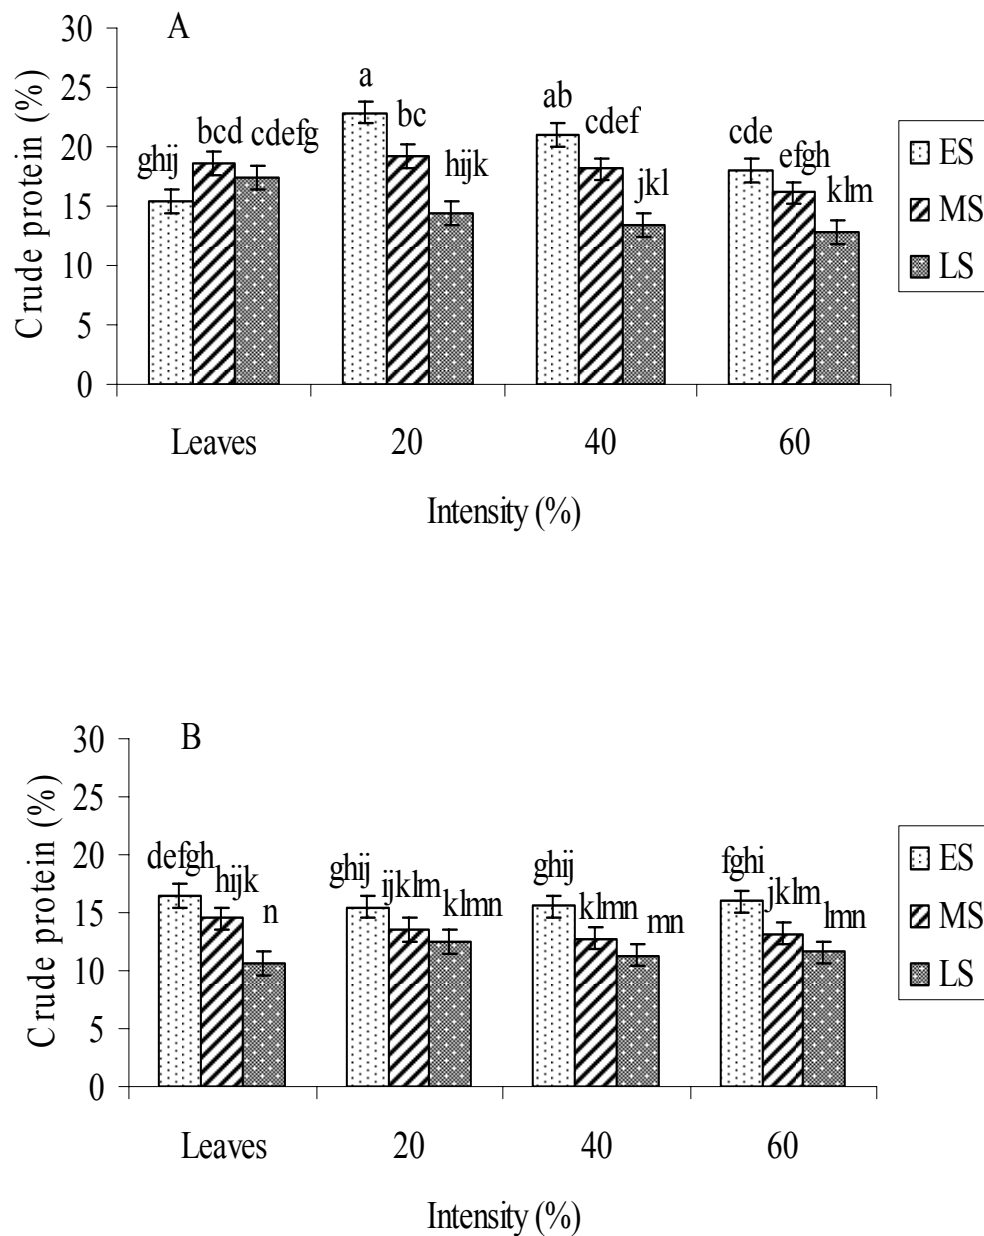 A
30
25
20
15
10
5
0
Crude protein (%)
ghij bcd cdefg a bc hijk ab cdef jkl cde efgh klm
Leaves 20 40 60
Intensity (%)
ES
MS
LS
B
30
25
20
15
10
5
0
Crude protein (%)
defgh hijk n ghij ijklm klmn ghij klmn mn fghi jklm lmn
Leaves 20 40 60
Intensity (%)
ES
MS
LS